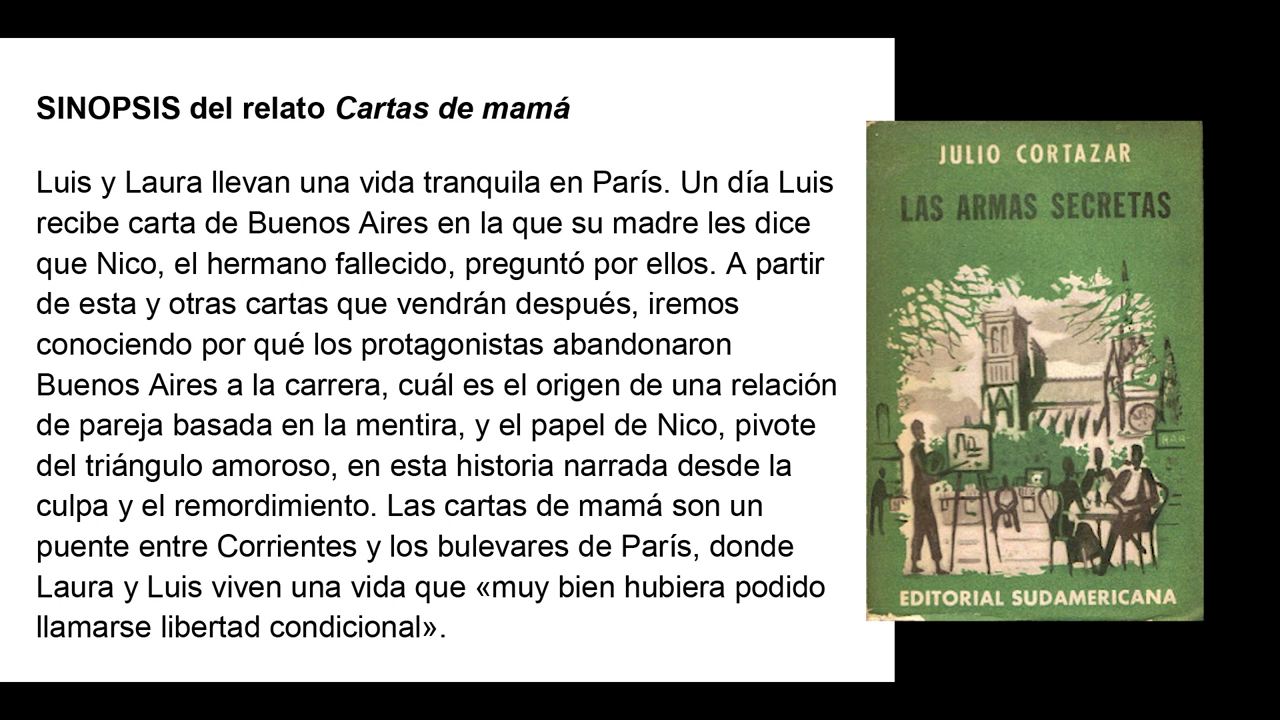 SINOPSIS del relato Cartas de mamá
Luis y Laura llevan una vida tranquila en París. Un día Luis
recibe carta de Buenos Aires en la que su madre les dice
que Nico, el hermano fallecido, preguntó por ellos. A partir
de esta y otras cartas que vendrán después, iremos
conociendo por qué los protagonistas abandonaron
Buenos Aires a la carrera, cuál es el origen de una relación
de pareja basada en la mentira, y el papel de Nico, pivote
del triángulo amoroso, en esta historia narrada desde la
culpa y el remordimiento. Las cartas de mamá son un
puente entre Corrientes y los bulevares de París, donde
Laura y Luis viven una vida que «muy bien hubiera podido
llamarse libertad condicional».
JULIO CORTAZAR
LAS ARMAS SECRETAS
EDITORIAL SUDAMERICANA